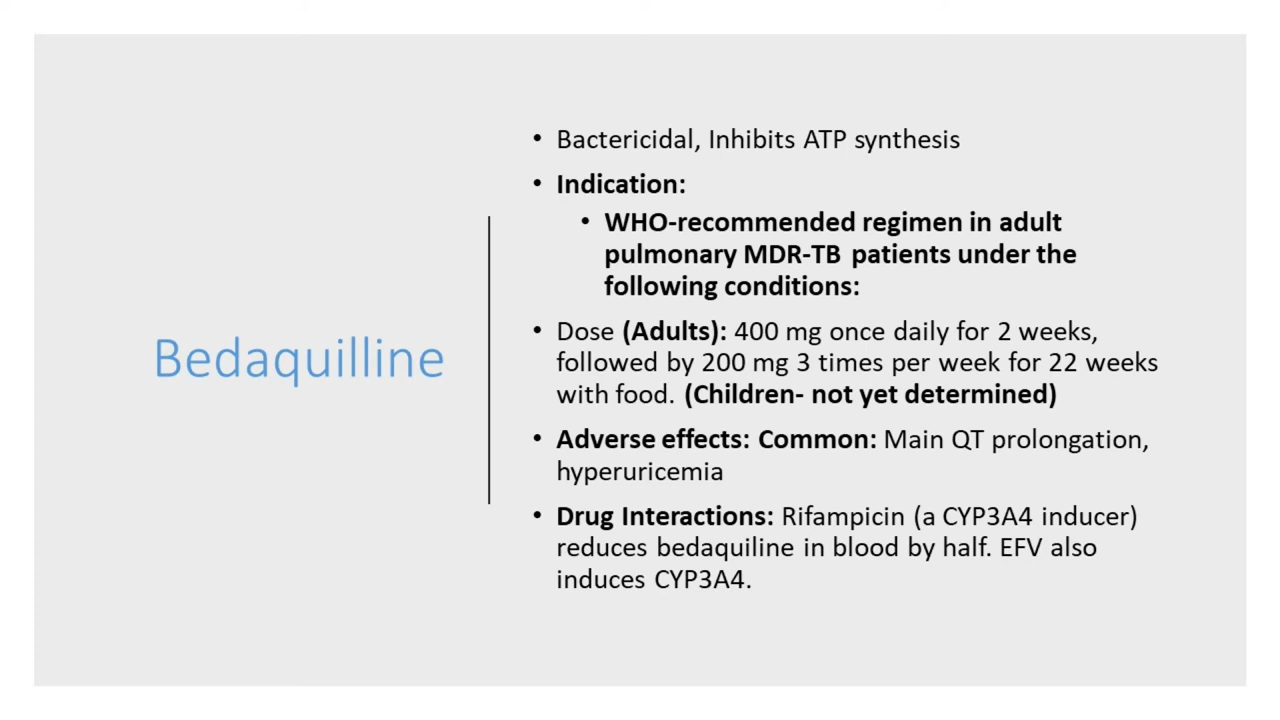 Bedaquilline
• Bactericidal, Inhibits ATP synthesis
• Indication:
• WHO-recommended regimen in adult
pulmonary MDR-TB patients under the
following conditions:
• Dose (Adults): 400 mg once daily for 2 weeks,
followed by 200 mg 3 times per week for 22 weeks
with food. (Children- not yet determined)
• Adverse effects: Common: Main QT prolongation,
hyperuricemia
• Drug Interactions: Rifampicin (a CYP3A4 inducer)
reduces bedaquiline in blood by half. EFV also
induces CYP3A4.